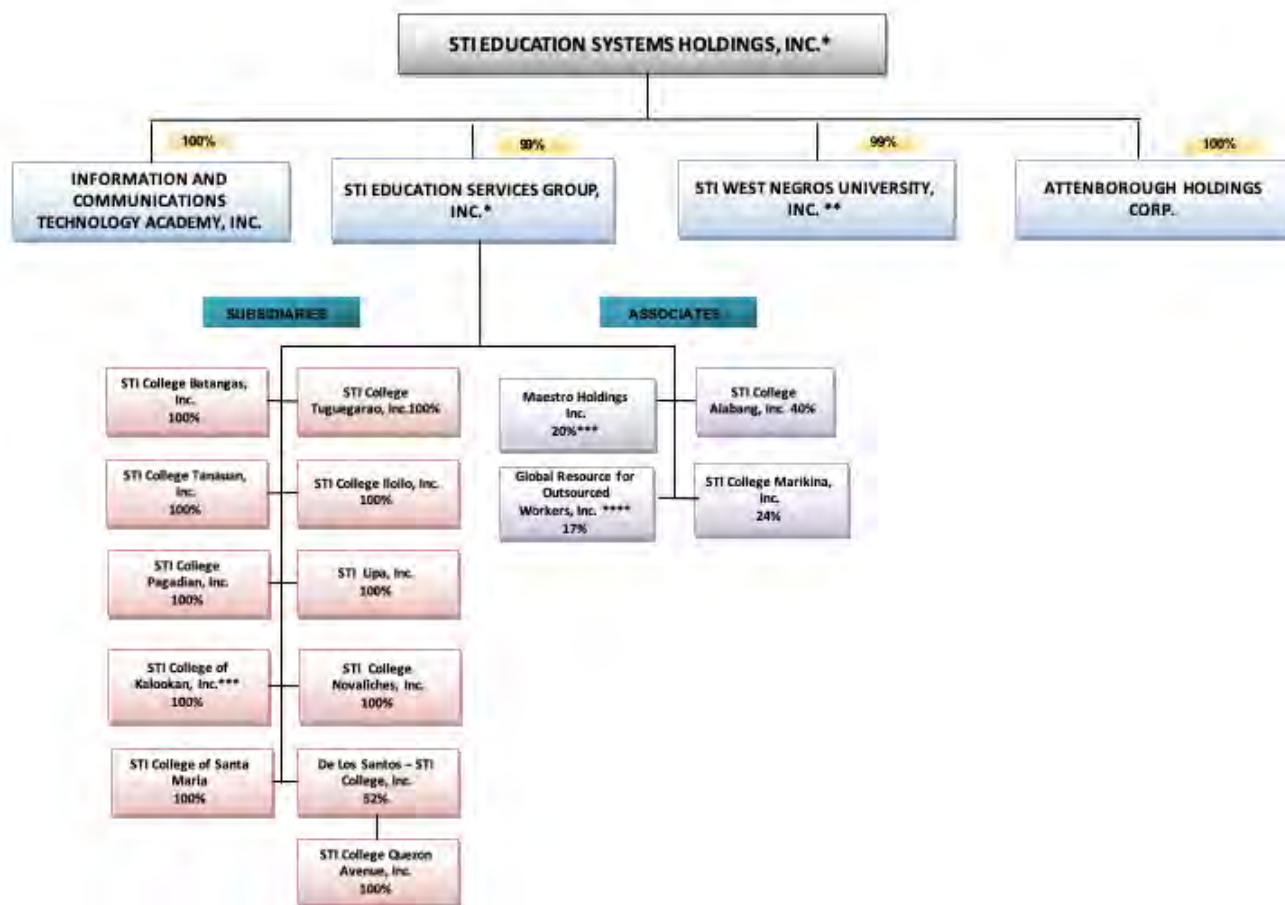 STI EDUCATION SYSTEMS HOLDINGS, INC.*
100%
99%
99%
100%
INFORMATION AND
COMMUNICATIONS
TECHNOLOGY ACADEMY, INC.
STI EDUCATION SERVICES GROUP,
INC.*
STI WEST NEGROS UNIVERSITY,
INC. **
ATTENBOROUGH HOLDINGS
CORP.
SUBSIDIARIES
ASSOCIATES
STI College Batangas,
Inc.
100%
STI College
Tuguegarao, Inc.100%
Maestro Holdings
Inc.
20%***
STI College
Alabang, Inc. 40%
STI College Tanauan,
Inc.
100%
STI College Iloilo, Inc.
100%
Global Resource for
Outsourced
Workers, Inc. ****
17%
STI College Marikina,
Inc.
24%
STI College
Pagadian, Inc.
100%
STI Lipa, Inc.
100%
STI College of
Kalookan, Inc.***
100%
STI College
Novaliches, Inc.
100%
STI College of Santa
Maria
100%
De Los Santos – STI
College, Inc.
52%
STI College Quezon
Avenue, Inc.
100%